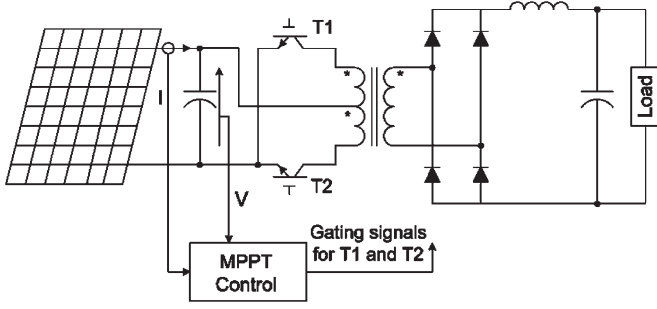 T1
*
*
*
I
T2
V
Load
Gating signals
for T1 and T2
MPPT
Control